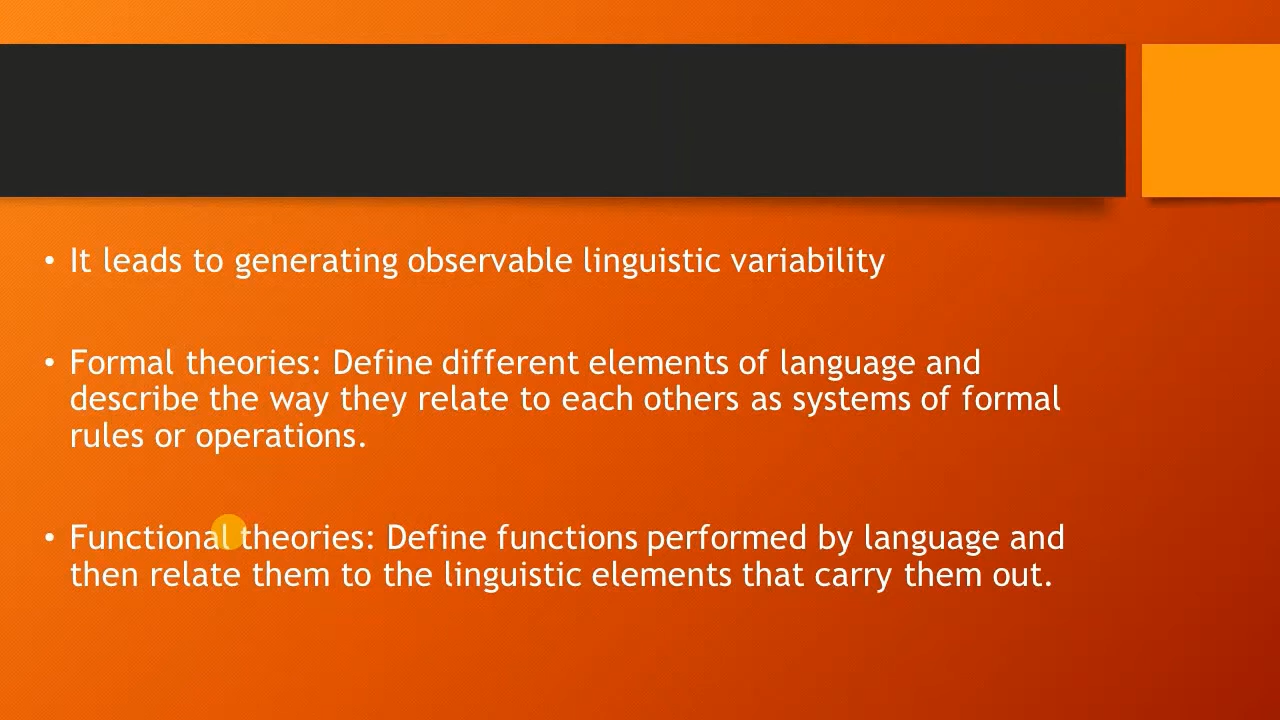 • It leads to generating observable linguistic variability
• Formal theories: Define different elements of language and
describe the way they relate to each others as systems of formal
rules or operations.
• Functional theories: Define functions performed by language and
then relate them to the linguistic elements that carry them out.